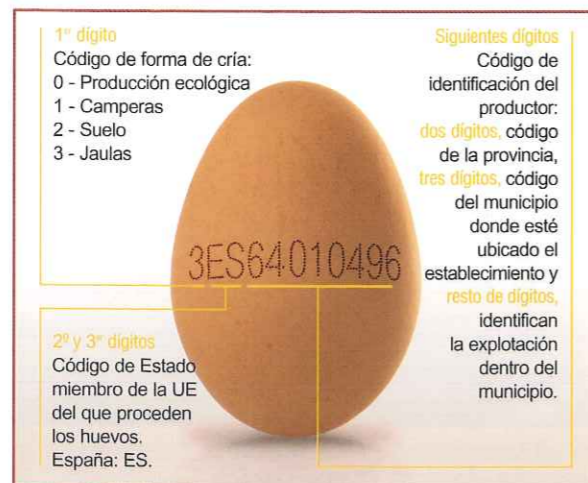 1er dígito
Código de forma de cría:
0 - Producción ecológica
1 - Camperas
2 - Suelo
3 - Jaulas
3ES64010496
2º y 3er dígitos
Código de Estado
miembro de la UE
del que proceden
los huevos.
España: ES.
Siguientes dígitos
Código de
identificación del
productor:
dos dígitos, código
de la provincia,
tres dígitos, código
del municipio
donde esté
ubicado el
establecimiento y
resto de dígitos,
identifican
la explotación
dentro del
municipio.